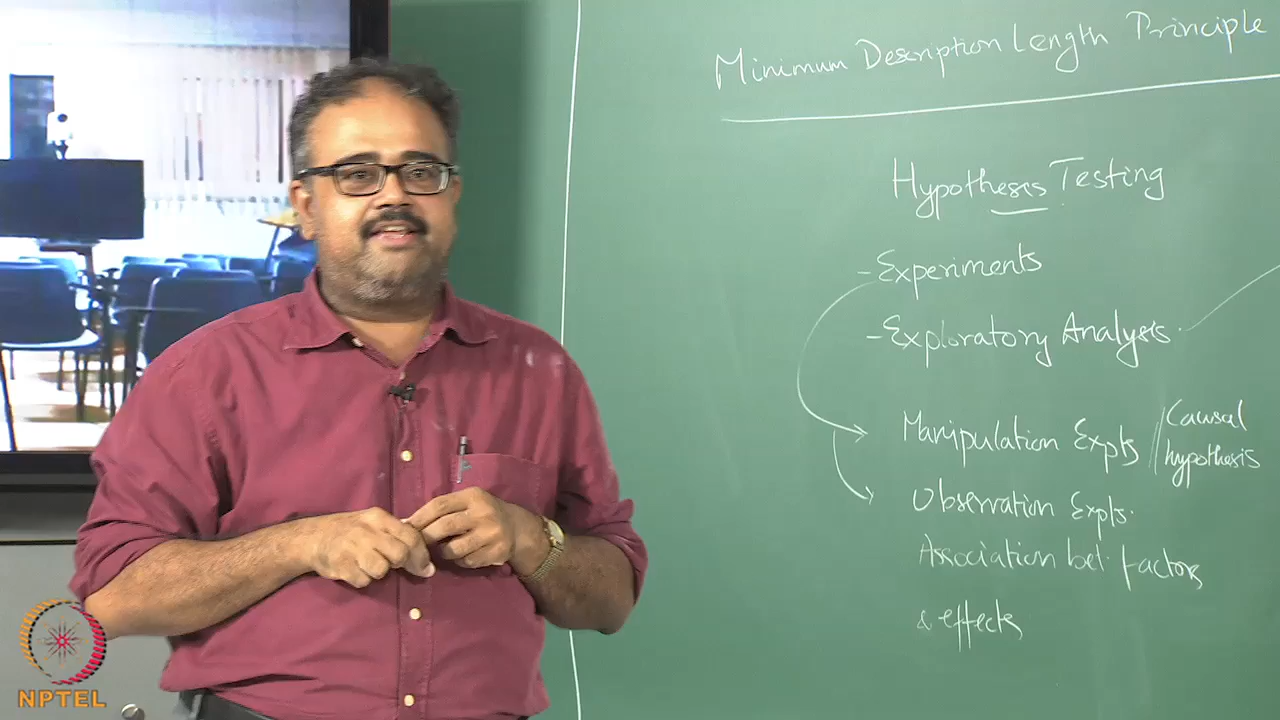 Minimum Description Length Principle
Hypothesis Testing
- Experiments
- Exploratory Analysis
Manipulation Expts
Causal
hypothesis
Observation Expts.
Association bet. factors
& effects
NPTEL